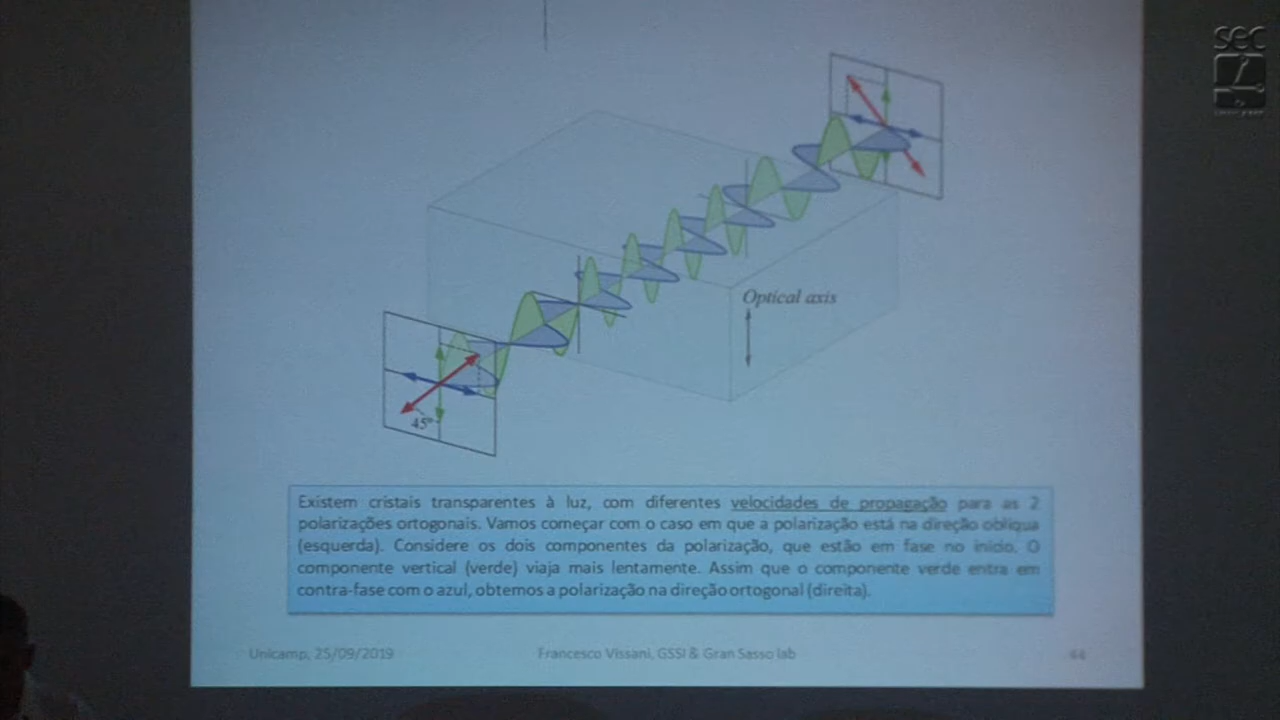 sec
Optical axis
45°
Existem cristais transparentes à luz, com diferentes velocidades de propagação para as 2
polarizações ortogonais. Vamos começar com o caso em que a polarização está na direção oblíqua
(esquerda). Considere os dois componentes da polarização, que estão em fase no início. O
componente vertical (verde) viaja mais lentamente. Assim que o componente verde entra em
contra-fase com o azul, obtemos a polarização na direção ortogonal (direita).
Unicamp, 25/09/2019
Francesco Vissani, GSSI & Gran Sasso lab
44